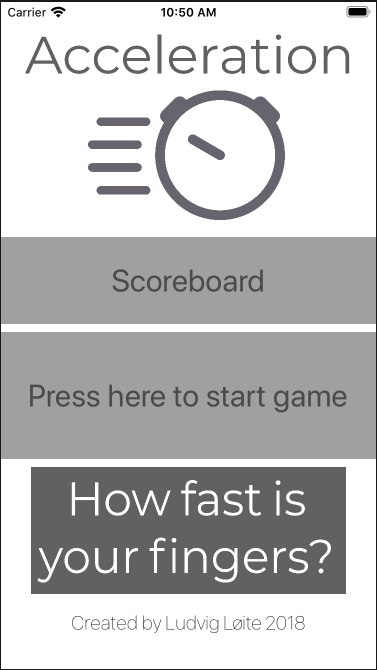 Carrier 10:50 AM
Acceleration
Scoreboard
Press here to start game
How fast is
your fingers?
Created by Ludvig Løite 2018